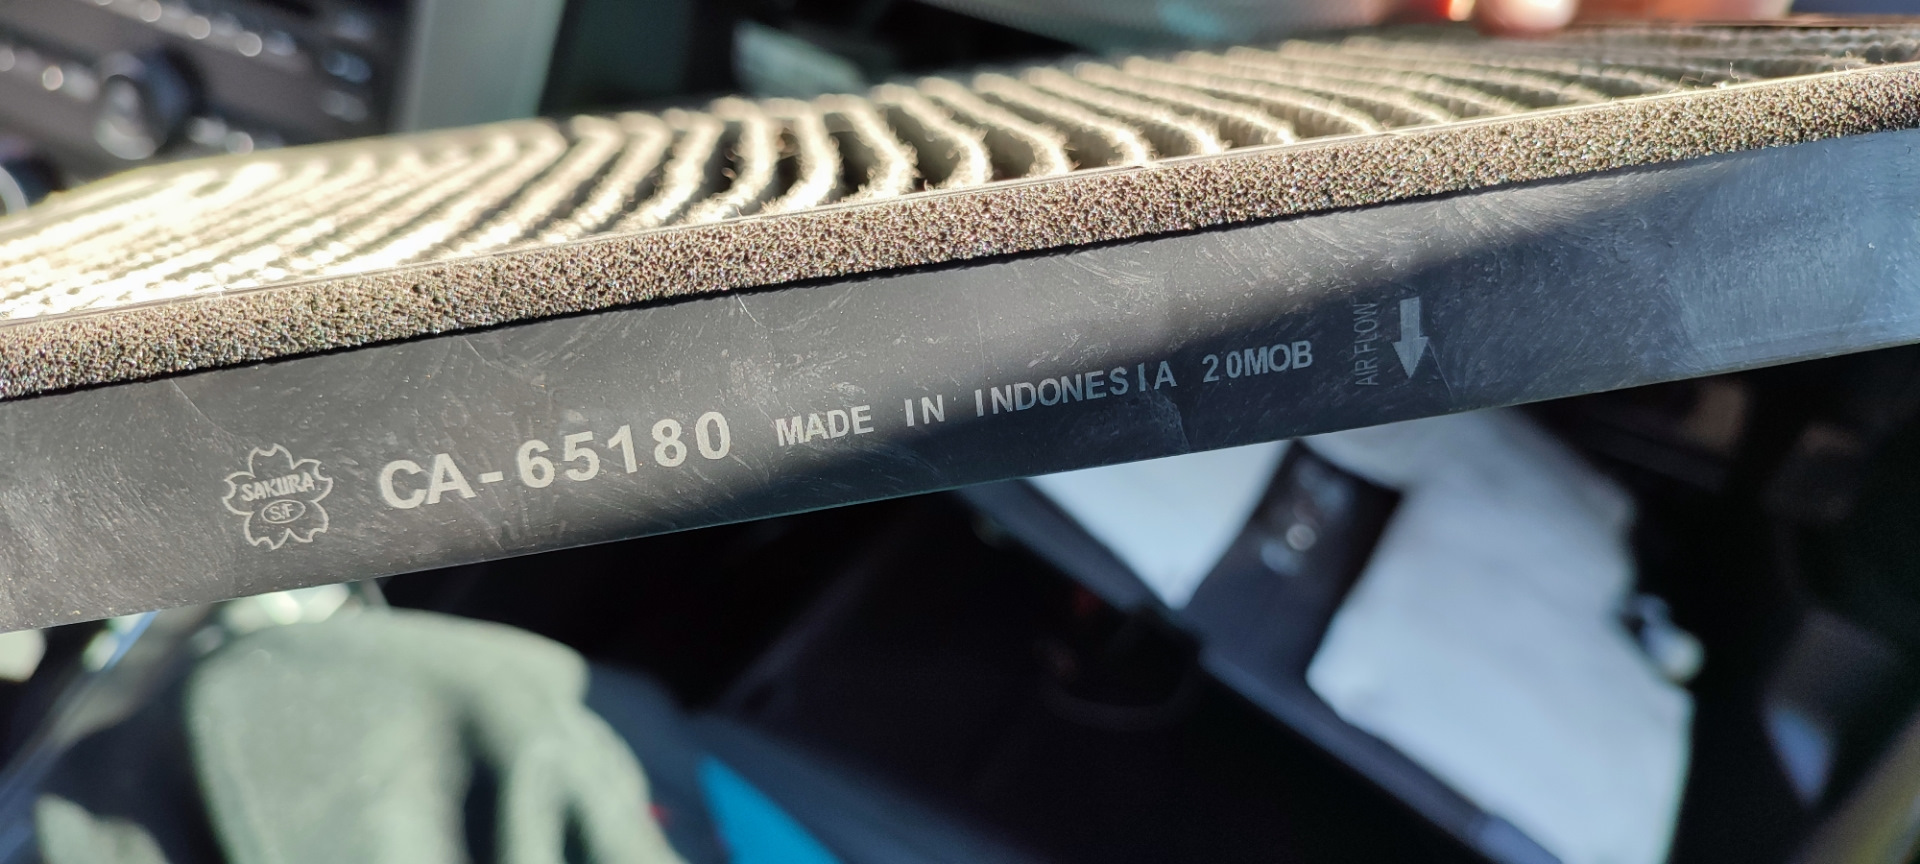 SAKURA
S/F
CA-65180 MADE IN INDONESIA 20MOB
AIR FLOW